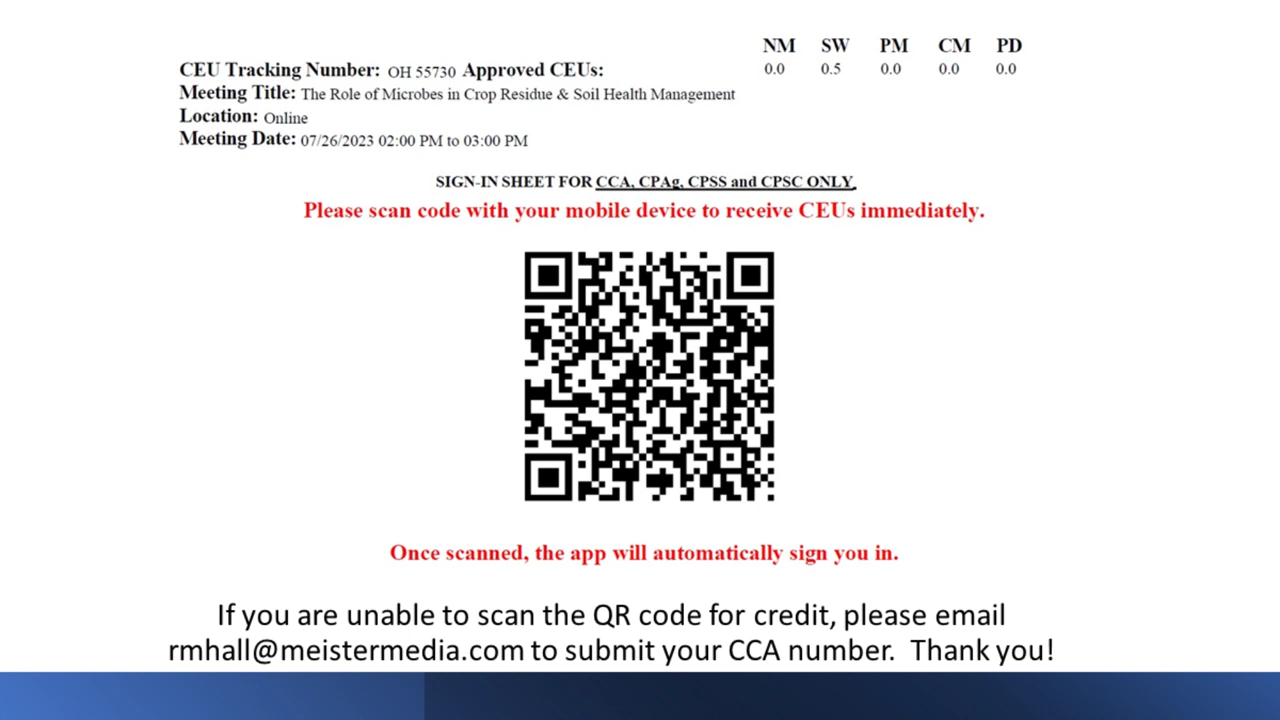 NM SW PM CM PD
CEU Tracking Number: OH 55730 Approved CEUs: 0.0 0.5 0.0 0.0 0.0
Meeting Title: The Role of Microbes in Crop Residue & Soil Health Management
Location: Online
Meeting Date: 07/26/2023 02:00 PM to 03:00 PM
SIGN-IN SHEET FOR CCA, CPAg, CPSS and CPSC ONLY.
Please scan code with your mobile device to receive CEUs immediately.
Once scanned, the app will automatically sign you in.
If you are unable to scan the QR code for credit, please email
rmhall@meistermedia.com to submit your CCA number. Thank you!